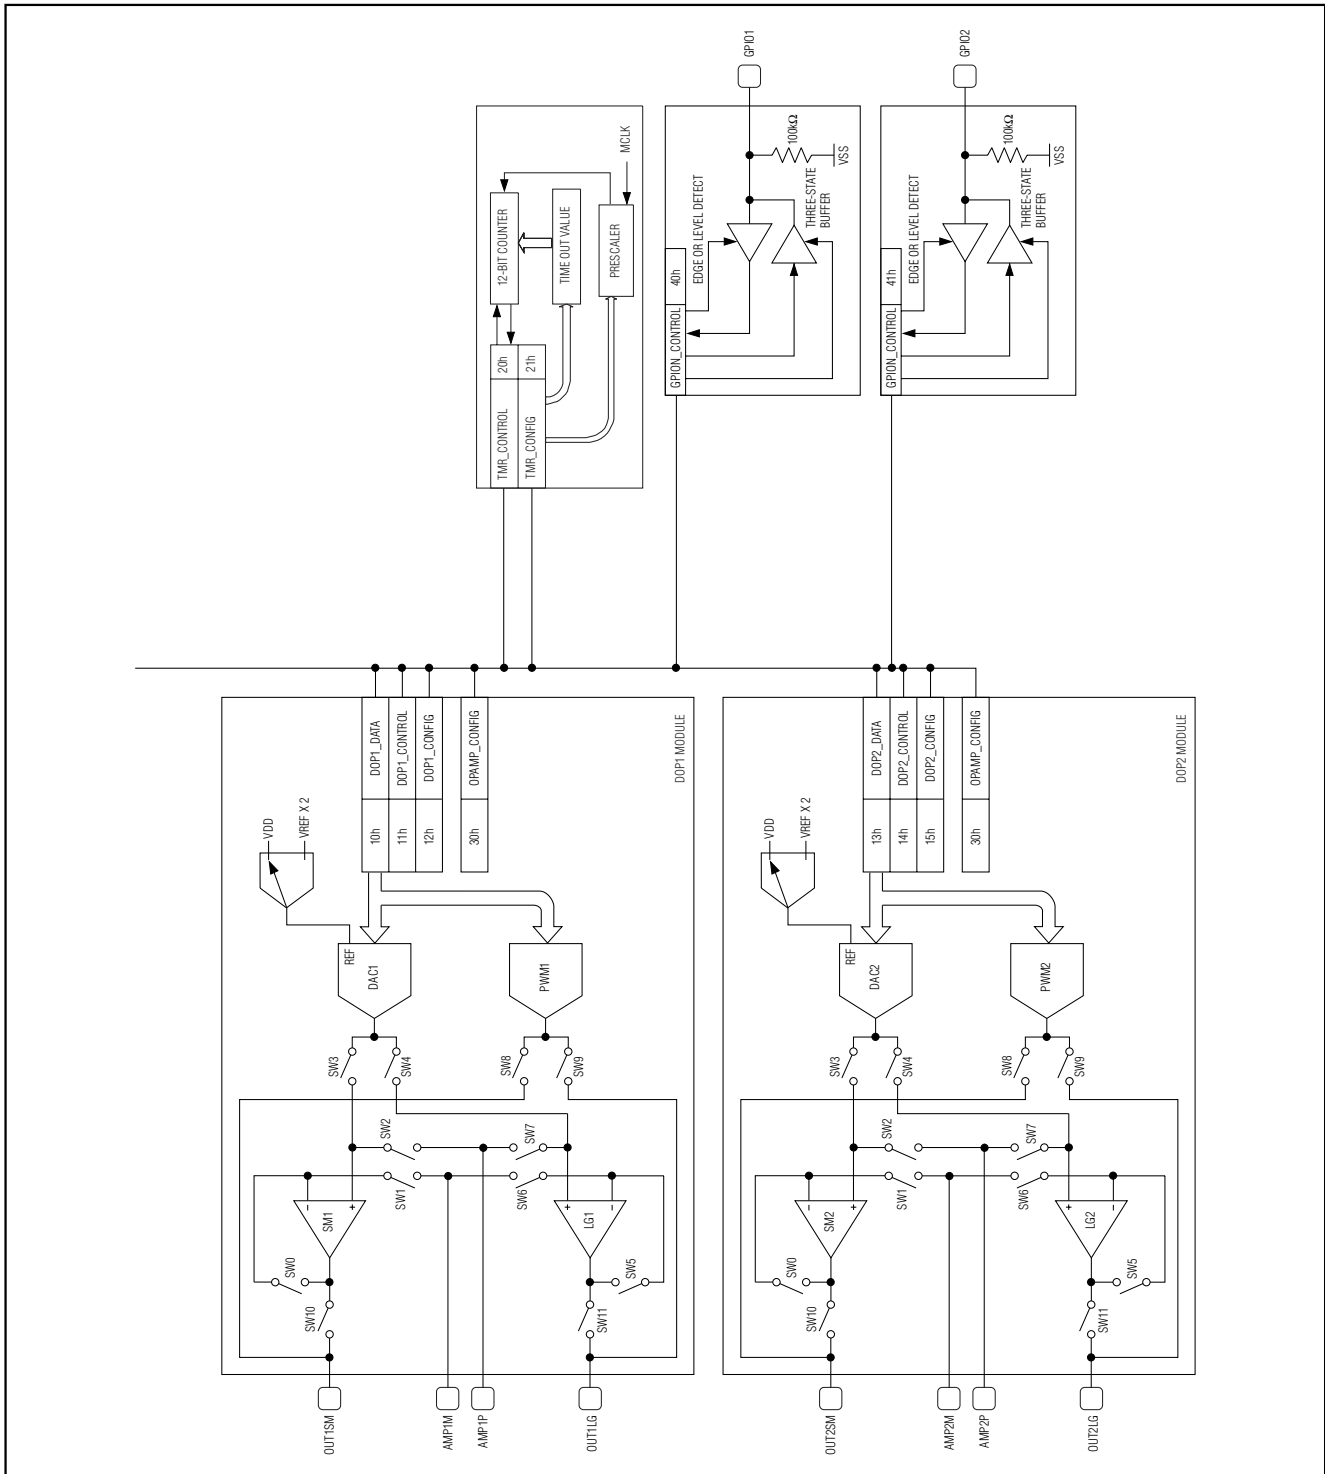 GPIO1
GPIO2
12-BIT COUNTER
TIME OUT VALUE
PRESCALER
MCLK
20h
21h
TMR_CONTROL
TMR_CONFIG
40h
GPION_CONTROL
EDGE OR LEVEL DETECT
THREE-STATE
BUFFER
100kΩ
VSS
41h
GPION_CONTROL
EDGE OR LEVEL DETECT
THREE-STATE
BUFFER
100kΩ
VSS
DOP1_DATA
DOP1_CONTROL
DOP1_CONFIG
OPAMP_CONFIG
10h
11h
12h
30h
DOP1 MODULE
VDD
VREF X 2
REF
DAC1
PWM1
SW3
SW4
SW8
SW9
SW2
SW7
SW1
SW6
-
SM1
+
+
LG1
-
SW0
SW5
SW10
SW11
OUT1SM
AMP1M
AMP1P
OUT1LG
DOP2_DATA
DOP2_CONTROL
DOP2_CONFIG
OPAMP_CONFIG
13h
14h
15h
30h
DOP2 MODULE
VDD
VREF X 2
REF
DAC2
PWM2
SW3
SW4
SW8
SW9
SW2
SW7
SW1
SW6
-
SM2
+
+
LG2
-
SW0
SW5
SW10
SW11
OUT2SM
AMP2M
AMP2P
OUT2LG